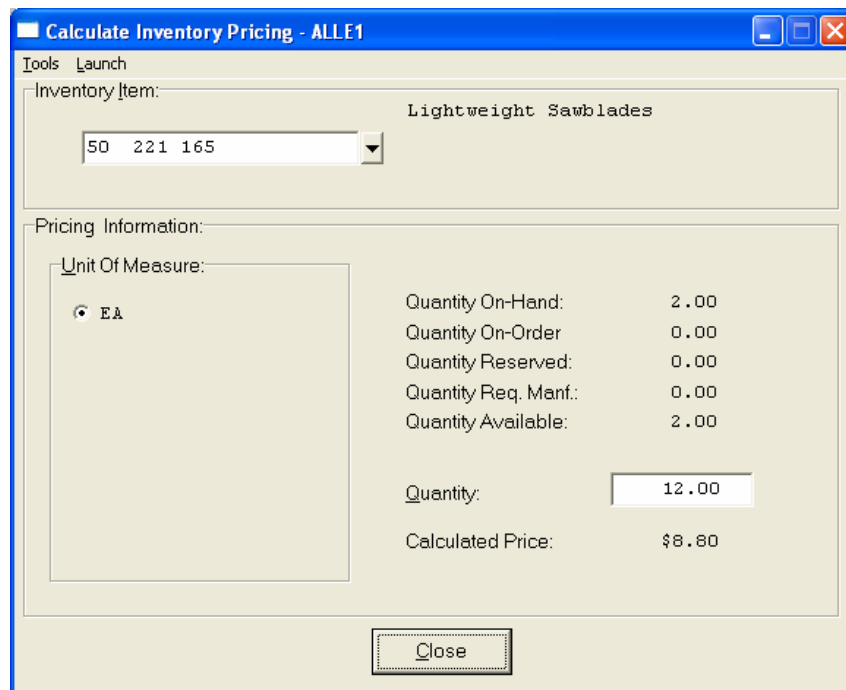 Calculate Inventory Pricing - ALLE1
Tools Launch
Inventory Item:
Lightweight Sawblades
50 221 165
Pricing Information:
Unit Of Measure:
EA
Quantity On-Hand: 2.00
Quantity On-Order 0.00
Quantity Reserved: 0.00
Quantity Req. Manf.: 0.00
Quantity Available: 2.00
Quantity: 12.00
Calculated Price: $8.80
Close